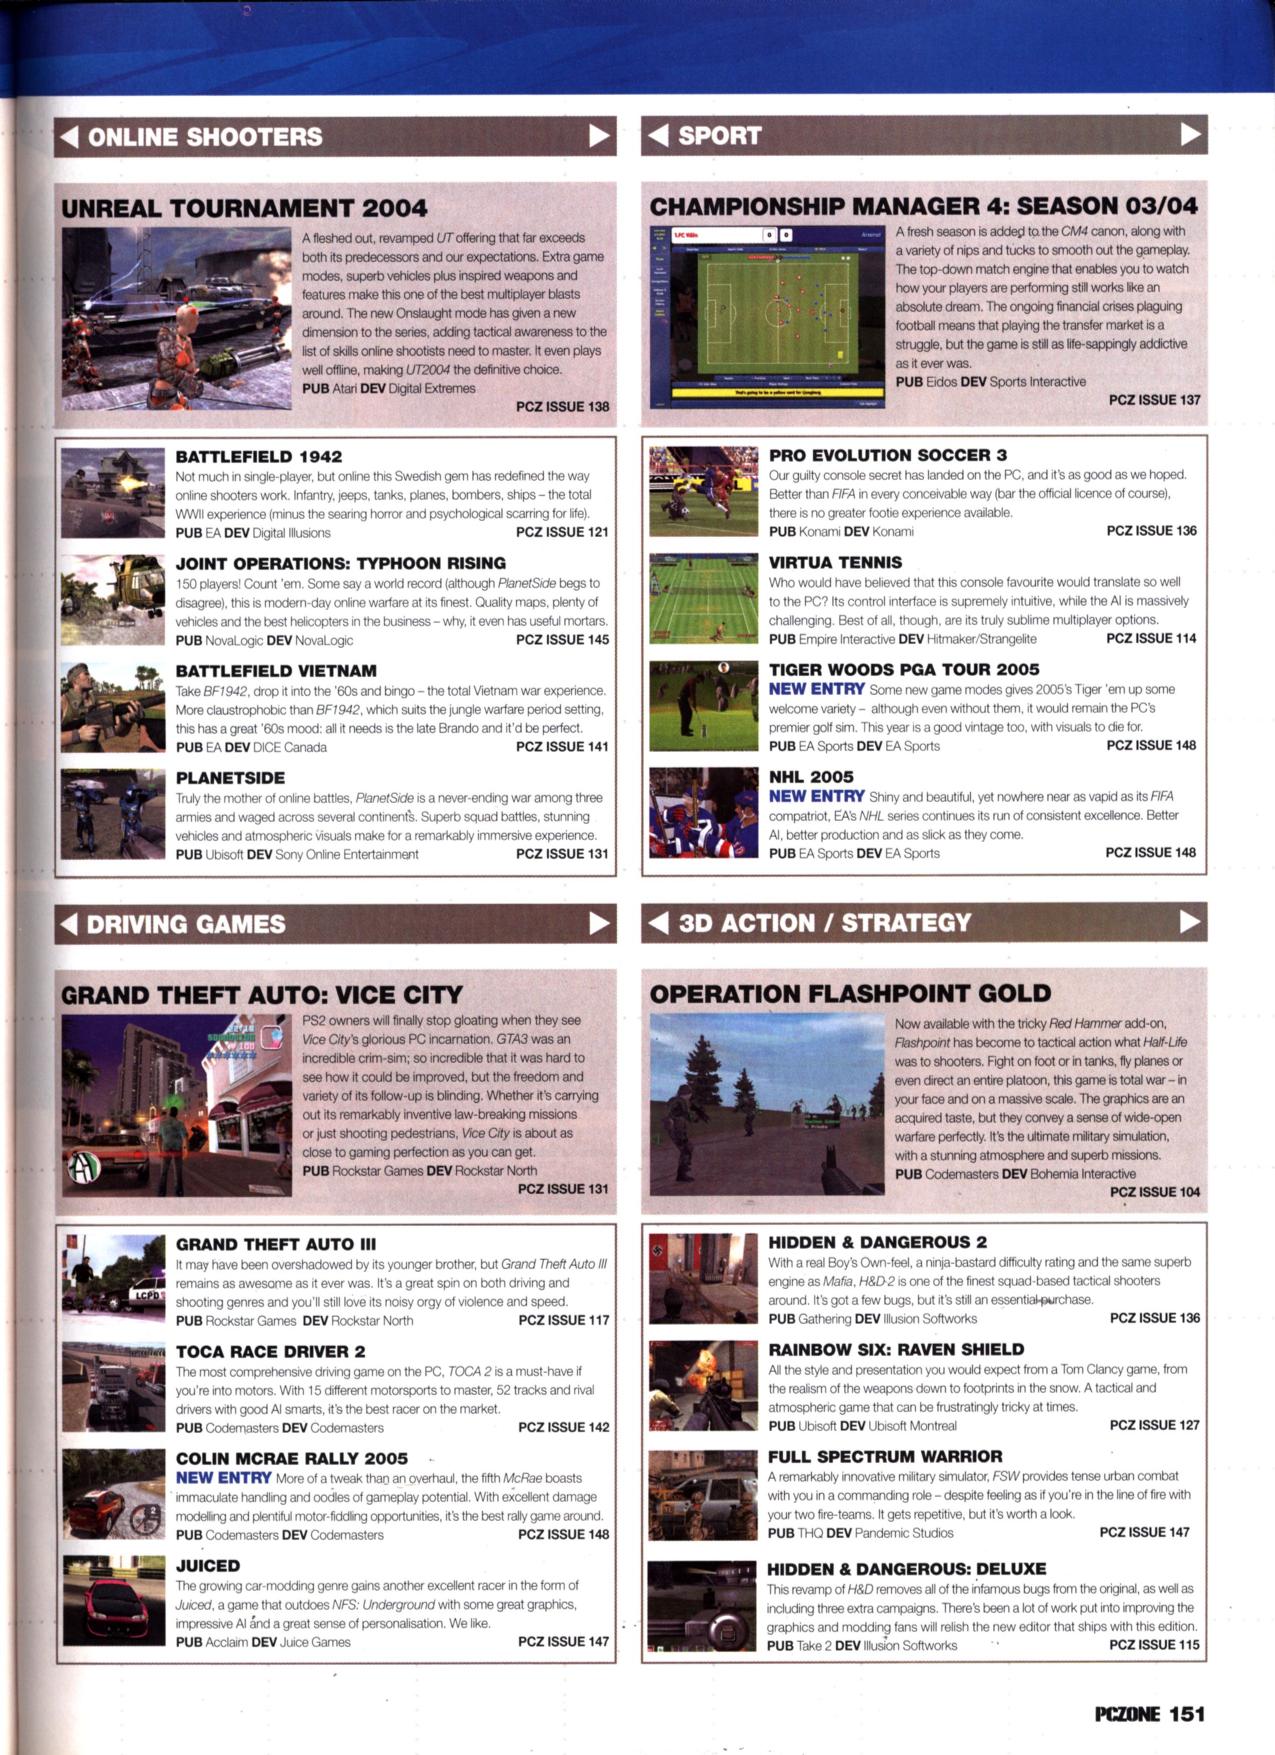 ONLINE SHOOTERS
UNREAL TOURNAMENT 2004
A fleshed out, revamped UT offering that far exceeds
both its predecessors and our expectations. Extra game
modes, superb vehicles plus inspired weapons and
features make this one of the best multiplayer blasts
around. The new Onslaught mode has given a new
dimension to the series, adding tactical awareness to the
list of skills online shootists need to master. It even plays
well offline, making UT2004 the definitive choice.
PUB Atari DEV Digital Extremes
PCZ ISSUE 138
BATTLEFIELD 1942
Not much in single-player, but online this Swedish gem has redefined the way
online shooters work. Infantry, jeeps, tanks, planes, bombers, ships – the total
WWII experience (minus the searing horror and psychological scarring for life).
PUB EA DEV Digital Illusions PCZ ISSUE 121
JOINT OPERATIONS: TYPHOON RISING
150 players! Count 'em. Some say a world record (although PlanetSide begs to
disagree), this is modern-day online warfare at its finest. Quality maps, plenty of
vehicles and the best helicopters in the business – why, it even has useful mortars.
PUB NovaLogic DEV NovaLogic PCZ ISSUE 145
BATTLEFIELD VIETNAM
Take BF1942, drop it into the '60s and bingo – the total Vietnam war experience.
More claustrophobic than BF1942, which suits the jungle warfare period setting,
this has a great '60s mood: all it needs is the late Brando and it'd be perfect.
PUB EA DEV DICE Canada PCZ ISSUE 141
PLANETSIDE
Truly the mother of online battles, PlanetSide is a never-ending war among three
armies and waged across several continents. Superb squad battles, stunning
vehicles and atmospheric visuals make for a remarkably immersive experience.
PUB Ubisoft DEV Sony Online Entertainment PCZ ISSUE 131
SPORT
CHAMPIONSHIP MANAGER 4: SEASON 03/04
A fresh season is added to the CM4 canon, along with
a variety of nips and tucks to smooth out the gameplay.
The top-down match engine that enables you to watch
how your players are performing still works like an
absolute dream. The ongoing financial crises plaguing
football means that playing the transfer market is a
struggle, but the game is still as life-sappingly addictive
as it ever was.
PUB Eidos DEV Sports Interactive
PCZ ISSUE 137
PRO EVOLUTION SOCCER 3
Our guilty console secret has landed on the PC, and it's as good as we hoped.
Better than FIFA in every conceivable way (bar the official licence of course),
there is no greater footie experience available.
PUB Konami DEV Konami PCZ ISSUE 136
VIRTUA TENNIS
Who would have believed that this console favourite would translate so well
to the PC? Its control interface is supremely intuitive, while the AI is massively
challenging. Best of all, though, are its truly sublime multiplayer options.
PUB Empire Interactive DEV Hitmaker/Strangelite PCZ ISSUE 114
TIGER WOODS PGA TOUR 2005
NEW ENTRY Some new game modes gives 2005's Tiger 'em up some
welcome variety – although even without them, it would remain the PC's
premier golf sim. This year is a good vintage too, with visuals to die for.
PUB EA Sports DEV EA Sports PCZ ISSUE 148
NHL 2005
NEW ENTRY Shiny and beautiful, yet nowhere near as vapid as its FIFA
compatriot, EA's NHL series continues its run of consistent excellence. Better
AI, better production and as slick as they come.
PUB EA Sports DEV EA Sports PCZ ISSUE 148
DRIVING GAMES
GRAND THEFT AUTO: VICE CITY
PS2 owners will finally stop gloating when they see
Vice City's glorious PC incarnation. GTA3 was an
incredible crim-sim; so incredible that it was hard to
see how it could be improved, but the freedom and
variety of its follow-up is blinding. Whether it's carrying
out its remarkably inventive law-breaking missions
or just shooting pedestrians, Vice City is about as
close to gaming perfection as you can get.
PUB Rockstar Games DEV Rockstar North
PCZ ISSUE 131
GRAND THEFT AUTO III
It may have been overshadowed by its younger brother, but Grand Theft Auto III
remains as awesome as it ever was. It's a great spin on both driving and
shooting genres and you'll still love its noisy orgy of violence and speed.
PUB Rockstar Games DEV Rockstar North PCZ ISSUE 117
TOCA RACE DRIVER 2
The most comprehensive driving game on the PC, TOCA 2 is a must-have if
you're into motors. With 15 different motorsports to master, 52 tracks and rival
drivers with good AI smarts, it's the best racer on the market.
PUB Codemasters DEV Codemasters PCZ ISSUE 142
COLIN MCRAE RALLY 2005
NEW ENTRY More of a tweak than an overhaul, the fifth McRae boasts
immaculate handling and oodles of gameplay potential. With excellent damage
modelling and plentiful motor-fiddling opportunities, it's the best rally game around.
PUB Codemasters DEV Codemasters PCZ ISSUE 148
JUICED
The growing car-modding genre gains another excellent racer in the form of
Juiced, a game that outdoes NFS: Underground with some great graphics,
impressive AI and a great sense of personalisation. We like.
PUB Acclaim DEV Juice Games PCZ ISSUE 147
3D ACTION / STRATEGY
OPERATION FLASHPOINT GOLD
Now available with the tricky Red Hammer add-on,
Flashpoint has become to tactical action what Half-Life
was to shooters. Fight on foot or in tanks, fly planes or
even direct an entire platoon, this game is total war – in
your face and on a massive scale. The graphics are an
acquired taste, but they convey a sense of wide-open
warfare perfectly. It's the ultimate military simulation,
with a stunning atmosphere and superb missions.
PUB Codemasters DEV Bohemia Interactive
PCZ ISSUE 104
HIDDEN & DANGEROUS 2
With a real Boy's Own-feel, a ninja-bastard difficulty rating and the same superb
engine as Mafia, H&D2 is one of the finest squad-based tactical shooters
around. It's got a few bugs, but it's still an essential purchase.
PUB Gathering DEV Illusion Softworks PCZ ISSUE 136
RAINBOW SIX: RAVEN SHIELD
All the style and presentation you would expect from a Tom Clancy game, from
the realism of the weapons down to footprints in the snow. A tactical and
atmospheric game that can be frustratingly tricky at times.
PUB Ubisoft DEV Ubisoft Montreal PCZ ISSUE 127
FULL SPECTRUM WARRIOR
A remarkably innovative military simulator, FSW provides tense urban combat
with you in a commanding role – despite feeling as if you're in the line of fire with
your two fire-teams. It gets repetitive, but it's worth a look.
PUB THQ DEV Pandemic Studios PCZ ISSUE 147
HIDDEN & DANGEROUS: DELUXE
This revamp of H&D removes all of the infamous bugs from the original, as well as
including three extra campaigns. There's been a lot of work put into improving the
graphics and modding fans will relish the new editor that ships with this edition.
PUB Take 2 DEV Illusion Softworks PCZ ISSUE 115
PCZONE 151